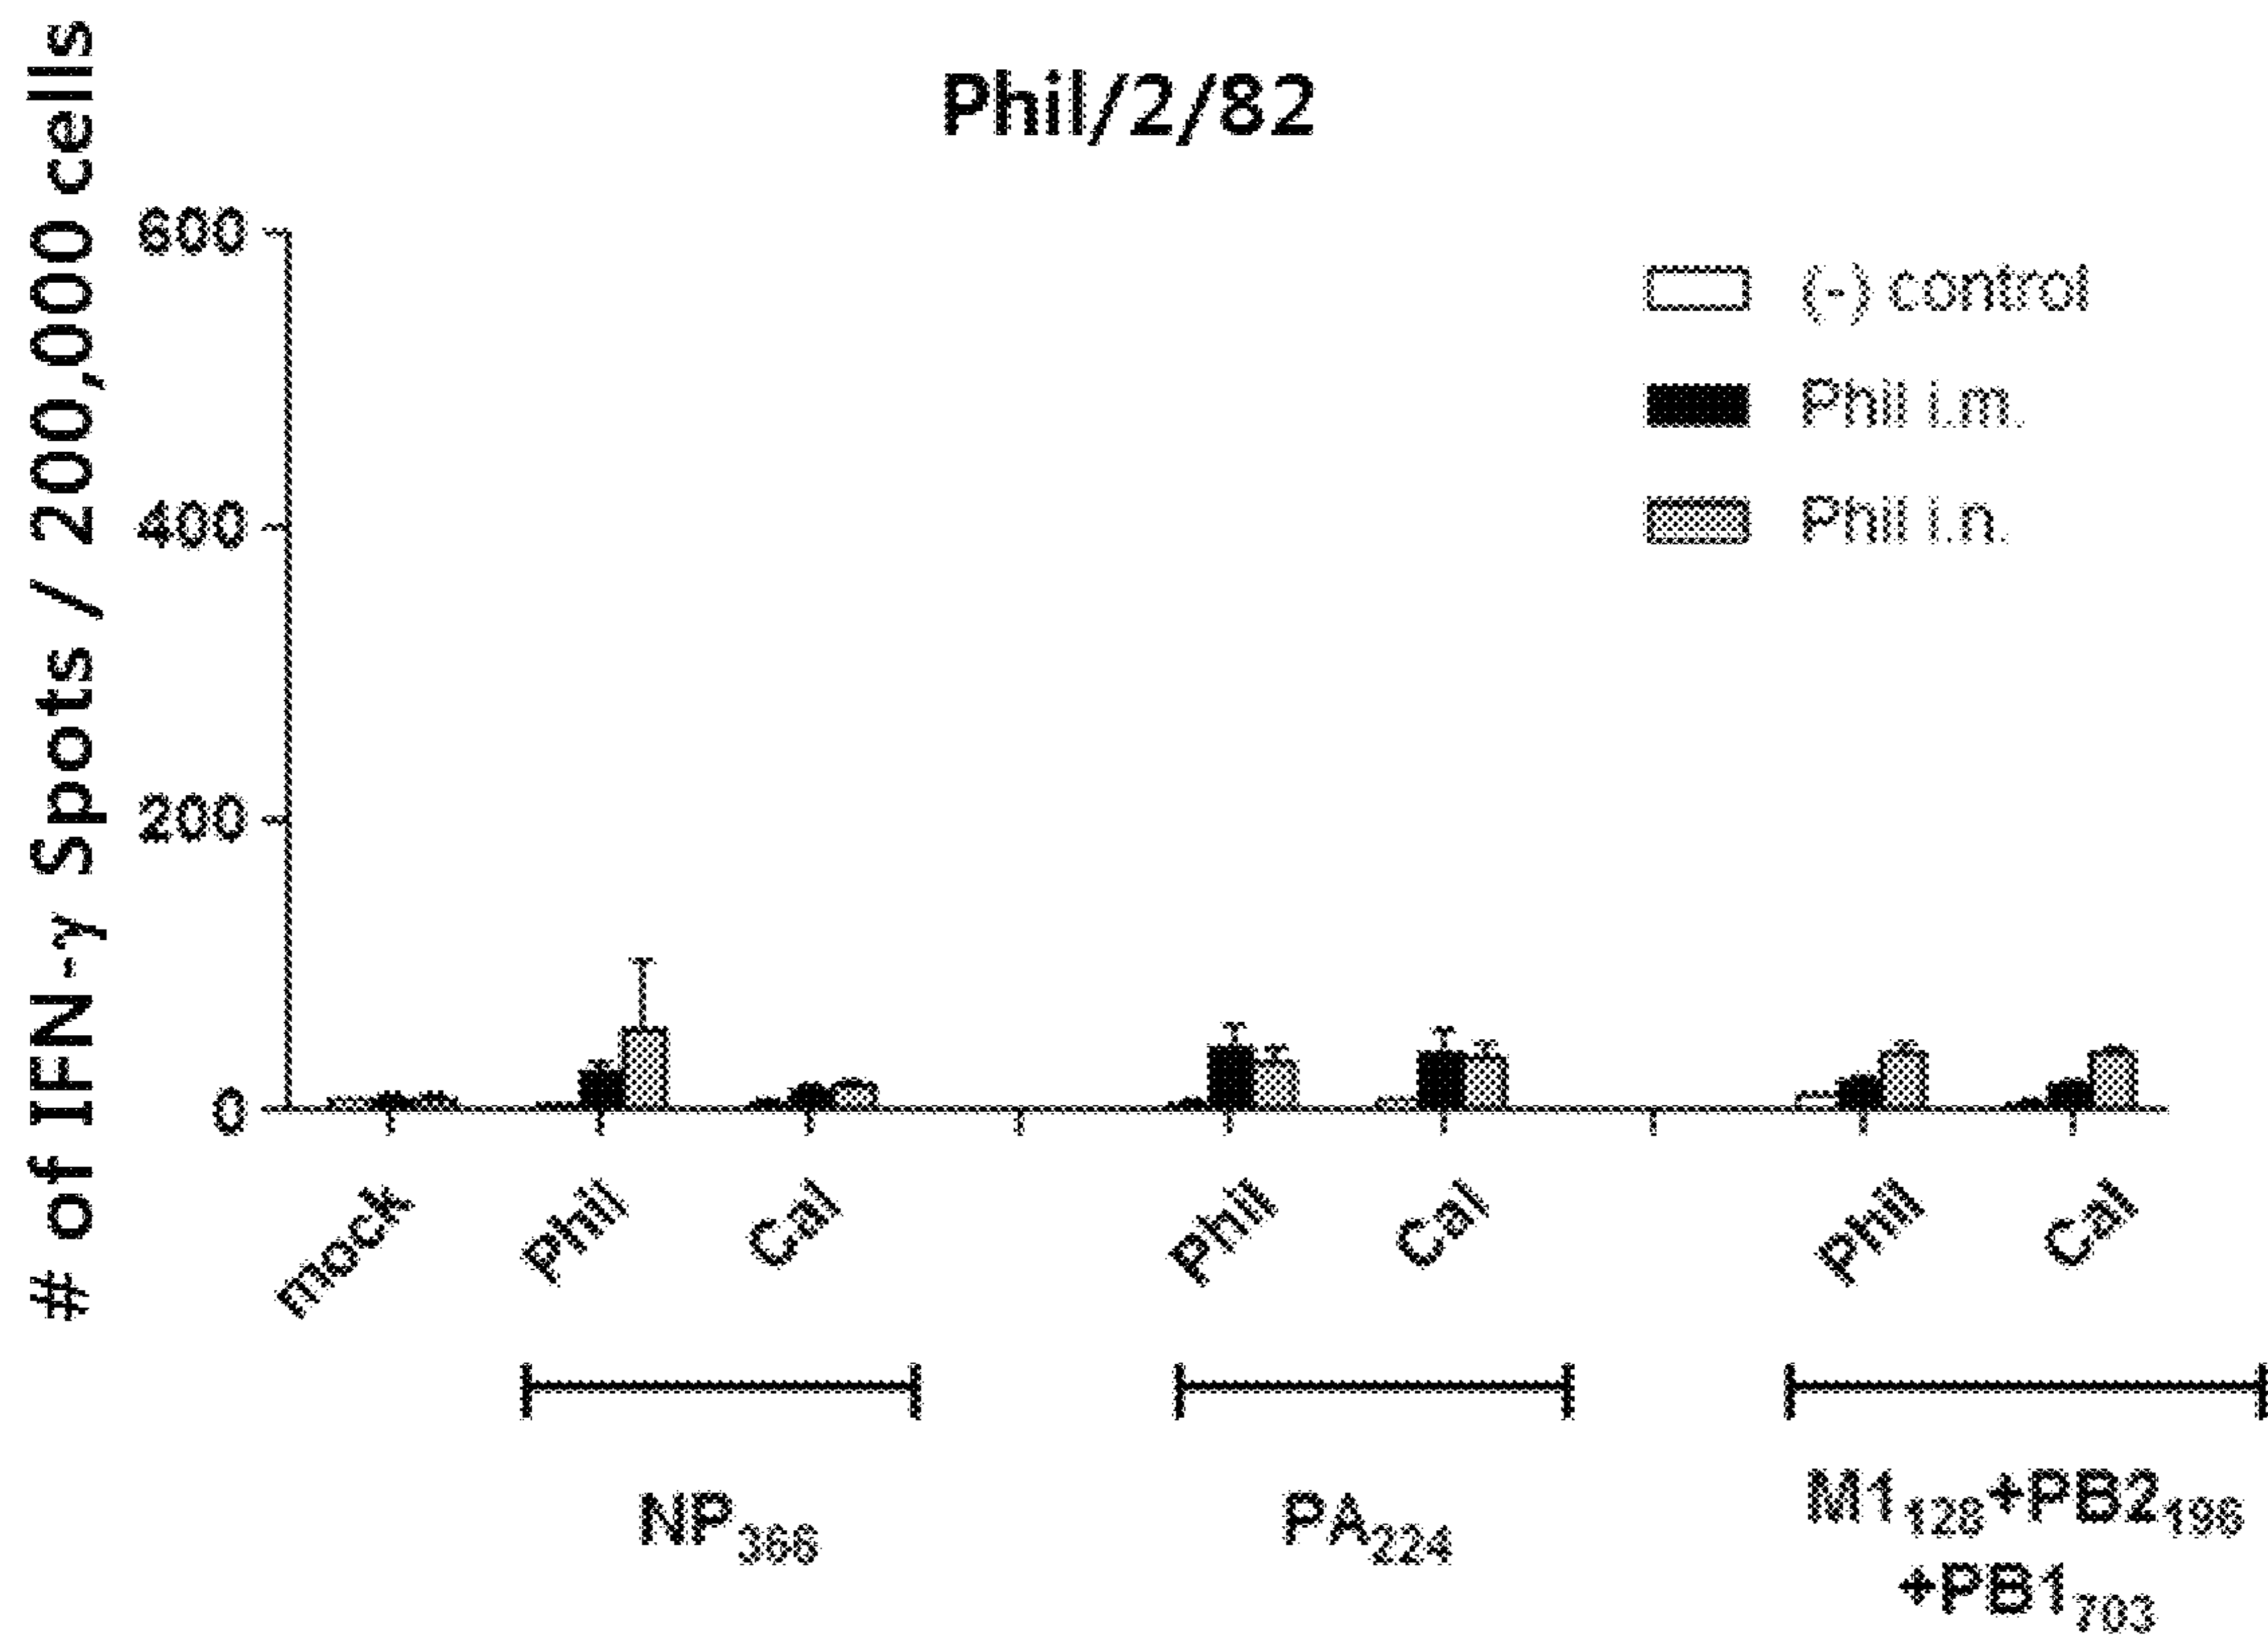 # of IFN-γ Spots / 200,000 cells
Phil/2/82
600
400
200
0
(-) control
Phil i.m.
Phil i.n.
mock
Phil
Cal
Phil
Cal
Phil
Cal
NP366
PA224
M1128+PB2196
+PB1703